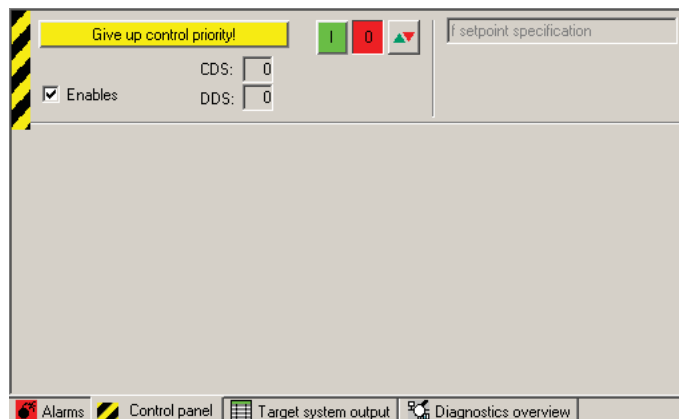 Give up control priority!
I
0
f setpoint specification
CDS: 0
Enables
DDS: 0
Alarms
Control panel
Target system output
Diagnostics overview